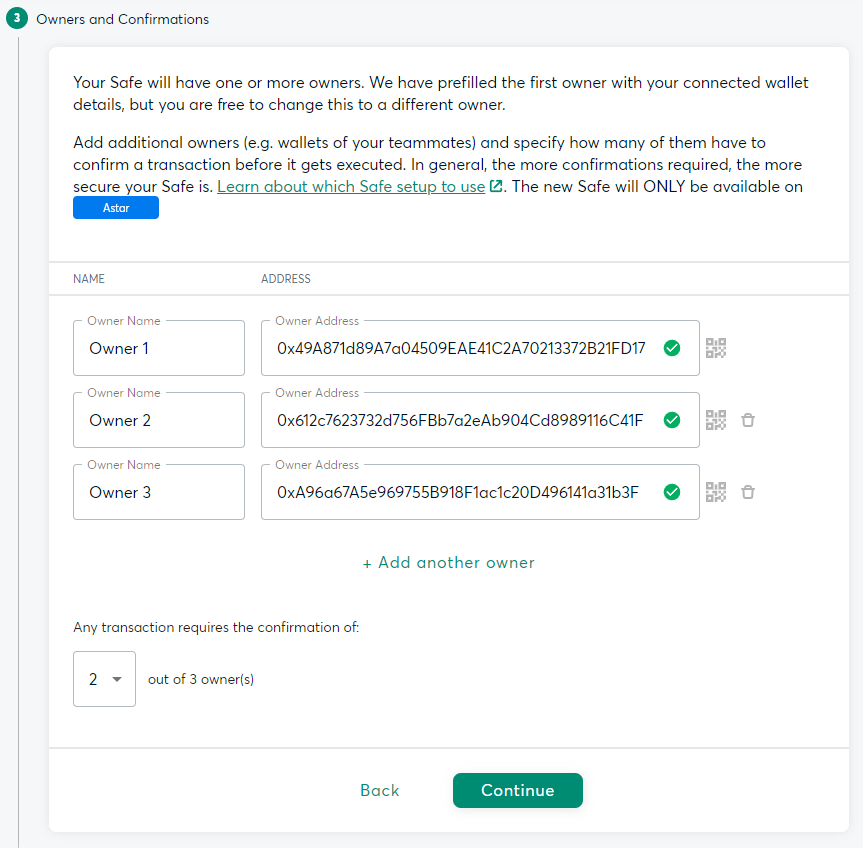 3 Owners and Confirmations
Your Safe will have one or more owners. We have prefilled the first owner with your connected wallet
details, but you are free to change this to a different owner.
Add additional owners (e.g. wallets of your teammates) and specify how many of them have to
confirm a transaction before it gets executed. In general, the more confirmations required, the more
secure your Safe is. Learn about which Safe setup to use. The new Safe will ONLY be available on
Astar
NAME ADDRESS
Owner Name Owner Address
Owner 1 0x49A871d89A7a04509EAE41C2A70213372B21FD17
Owner Name Owner Address
Owner 2 0x612c7623732d756FBb7a2eAb904Cd8989116C41F
Owner Name Owner Address
Owner 3 0xA96a67A5e969755B918F1ac1c20D496141a31b3F
+ Add another owner
Any transaction requires the confirmation of:
2 out of 3 owner(s)
Back Continue